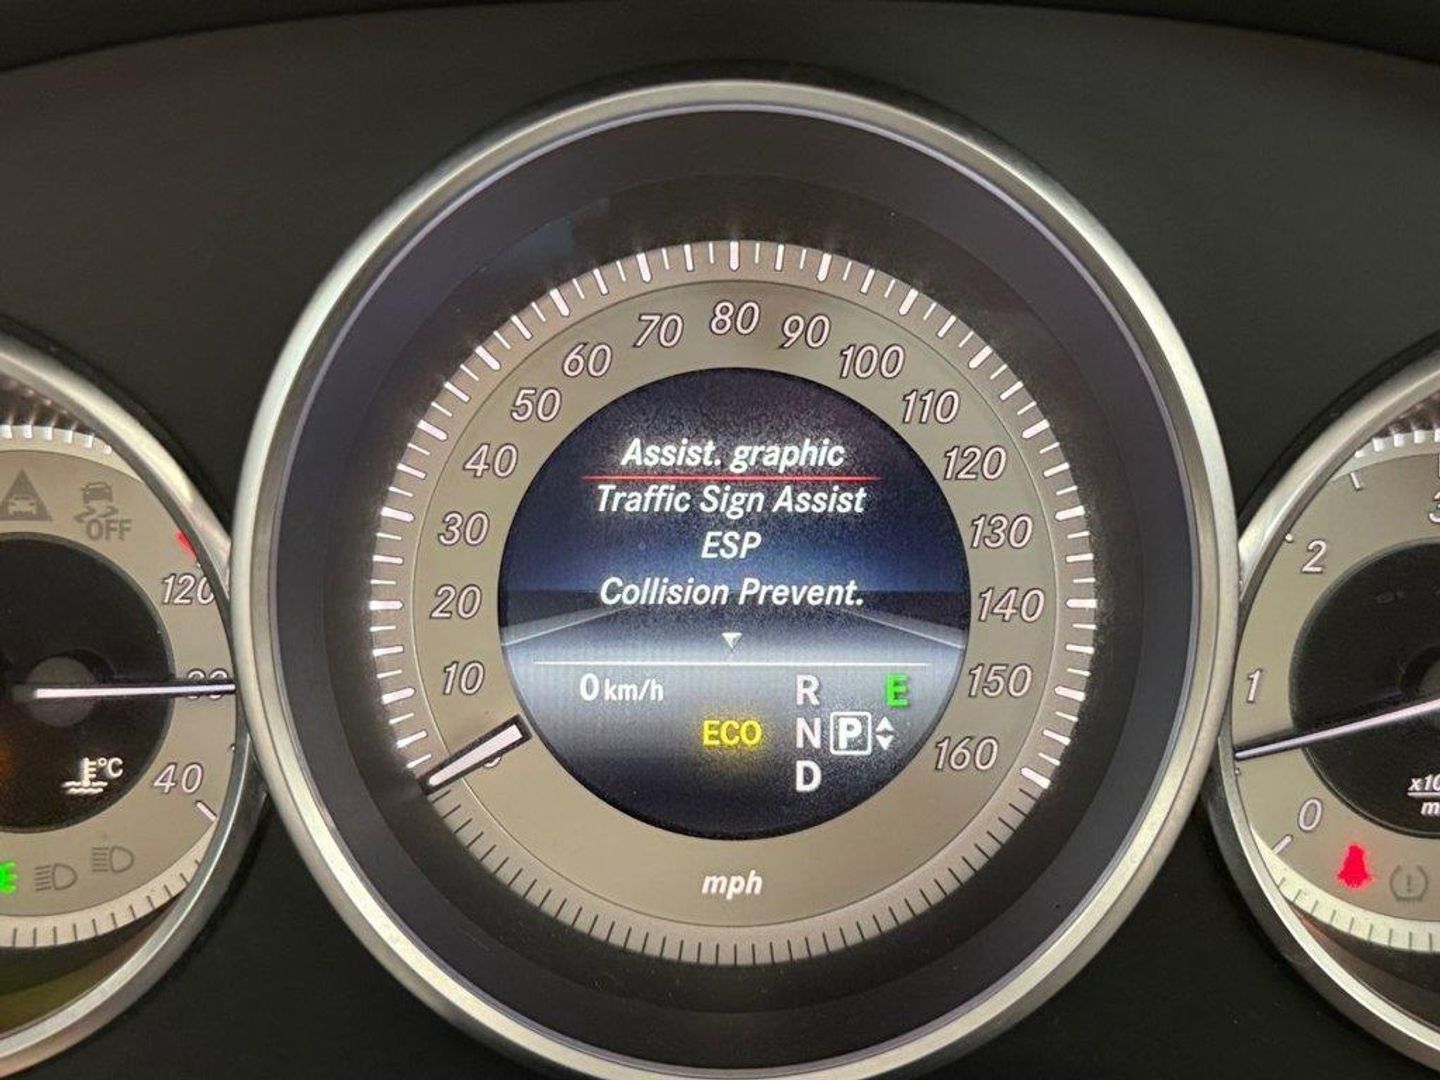 80
70
90
60
100
50
110
40
120
30
130
20
140
10
150
160
Assist. graphic
Traffic Sign Assist
ESP
Collision Prevent.
0 km/h
R
E
ECO
N
P
D
mph
OFF
120
°C
40
2
1
0